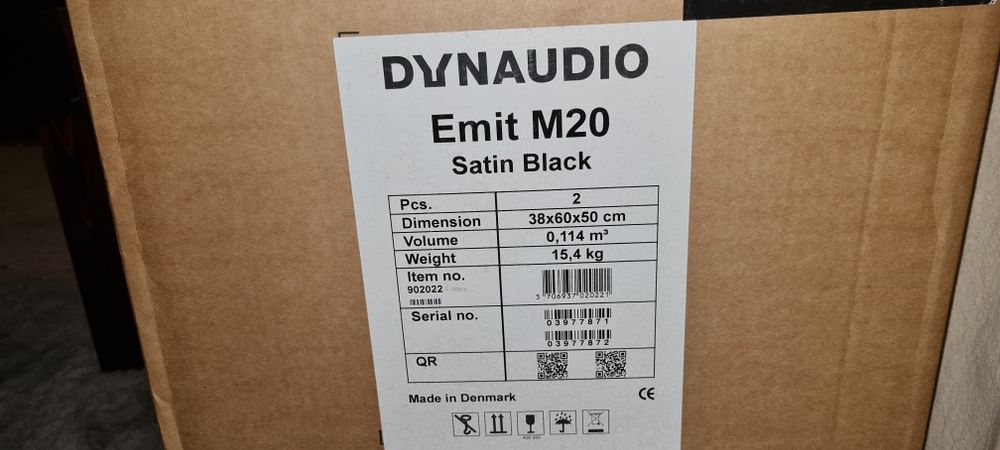 DYNAUDIO
Emit M20
Satin Black
Pcs. 2
Dimension 38x60x50 cm
Volume 0,114 m³
Weight 15,4 kg
Item no.
902022
5 706937 020221
Serial no.
03977871
03977872
QR
Made in Denmark CE